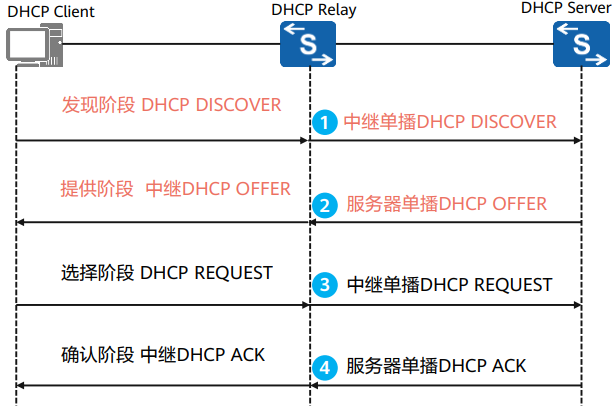 DHCP Client
DHCP Relay
DHCP Server
S
S
发现阶段 DHCP DISCOVER
1 中继单播DHCP DISCOVER
提供阶段 中继DHCP OFFER
2 服务器单播DHCP OFFER
选择阶段 DHCP REQUEST
3 中继单播DHCP REQUEST
确认阶段 中继DHCP ACK
4 服务器单播DHCP ACK